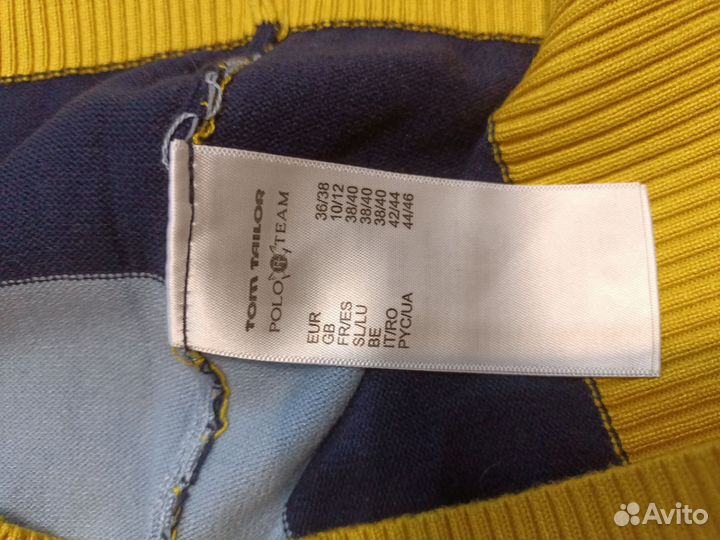 TOM TAILOR
POLO TEAM
EUR 36/38
GB 10/12
FR/ES 38/40
SL/LU 38/40
BE 38/40
IT/RO 42/44
РУС/UA 44/46
Avito